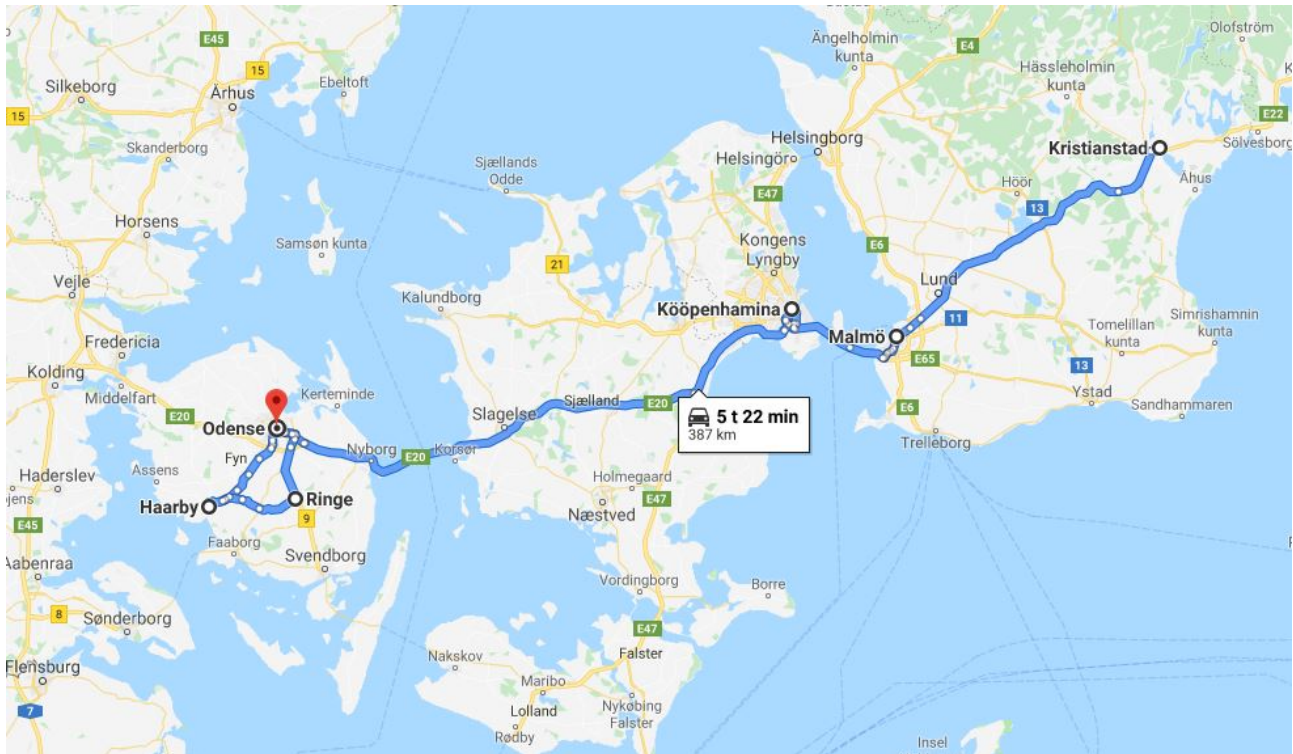 E45
Olofström
Ängelholmin
kunta
E4
15
Silkeborg
Ebeltoft
Hässleholmin
kunta
Århus
15
E22
Helsingborg
Skanderborg
Sjællands
Odde
Helsingör
Kristianstad
Sölvesborg
E47
Höör
Åhus
13
Horsens
Samsøn kunta
Kongens
Lyngby
E6
21
Vejle
Kalundborg
Lund
Kööpenhamina
11
Simrishamnin
kunta
Malmö
Tomelillan
kunta
Fredericia
E65
Kolding
Middelfart
Kerteminde
13
Ystad
E20
Slagelse
Sjælland
E20
5 t 22 min
387 km
E6
Sandhammaren
Odense
Trelleborg
Nyborg
E20
Korsør
Fyn
Assens
Holmegaard
Haderslev
Haarby
Ringe
E47
Næstved
9
E45
Faaborg
Svendborg
Aabenraa
Vordingborg
Borre
8
Sønderborg
E47
Nakskov
Falster
Flensburg
Maribo
7
Lolland
Nykøbing
Falster
Rødby
Insel